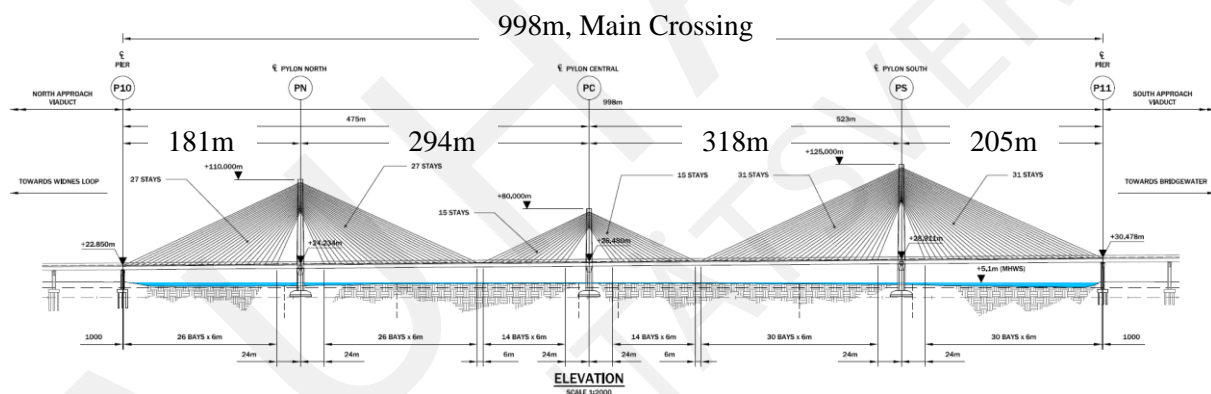 998m, Main Crossing
℄ PIER
℄ PYLON NORTH
℄ PYLON CENTRAL
℄ PYLON SOUTH
℄ PIER
P10
PN
PC
PS
P11
NORTH APPROACH VIADUCT
998m
SOUTH APPROACH VIADUCT
475m
523m
181m
294m
318m
205m
+110,000m
27 STAYS
27 STAYS
+80,000m
15 STAYS
15 STAYS
+125,000m
31 STAYS
31 STAYS
TOWARDS WIDNES LOOP
TOWARDS BRIDGEWATER
+22.850m
+24.234m
+26.480m
+28.911m
+30.478m
+5,1m (MHWS)
1000
26 BAYS x 6m
26 BAYS x 6m
14 BAYS x 6m
14 BAYS x 6m
30 BAYS x 6m
30 BAYS x 6m
1000
24m
24m
6m
24m
24m
6m
24m
24m
ELEVATION
SCALE 1:2000